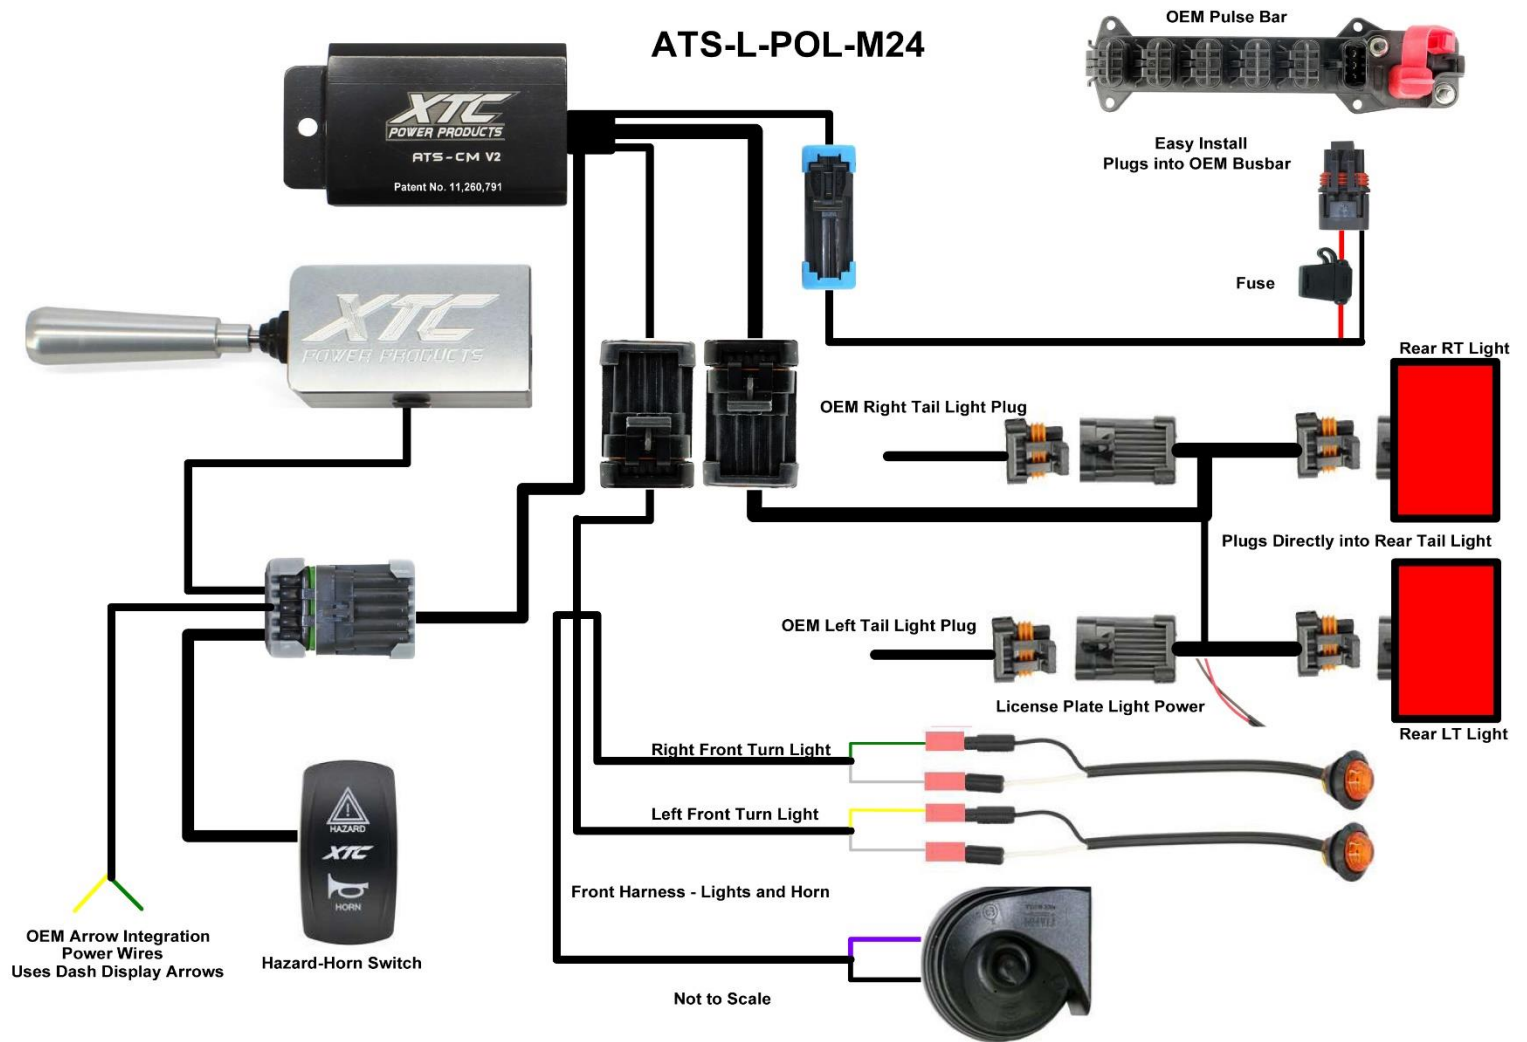 ATS-L-POL-M24
OEM Pulse Bar
XTC
POWER PRODUCTS
ATS-CM V2
Patent No. 11,260,791
Easy Install
Plugs into OEM Busbar
Fuse
XTC
POWER PRODUCTS
Rear RT Light
OEM Right Tail Light Plug
Plugs Directly into Rear Tail Light
OEM Left Tail Light Plug
License Plate Light Power
Rear LT Light
Right Front Turn Light
Left Front Turn Light
HAZARD
XTC
HORN
Front Harness - Lights and Horn
OEM Arrow Integration
Power Wires
Uses Dash Display Arrows
Hazard-Horn Switch
Not to Scale